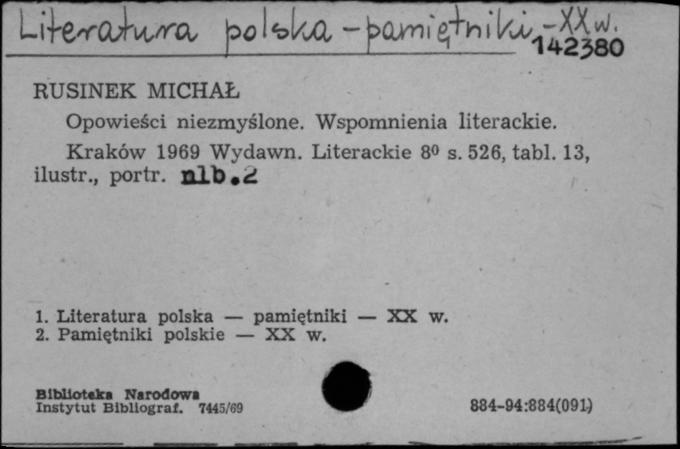 Literatura polska - pamiętniki - XX w.
142380
RUSINEK MICHAŁ
Opowieści niezmyślone. Wspomnienia literackie.
Kraków 1969 Wydawn. Literackie 8⁰ s. 526, tabl. 13,
ilustr., portr. nlb.2
1. Literatura polska — pamiętniki — XX w.
2. Pamiętniki polskie — XX w.
Biblioteka Narodowa
Instytut Bibliograf. 7445/69
884-94:884(091)